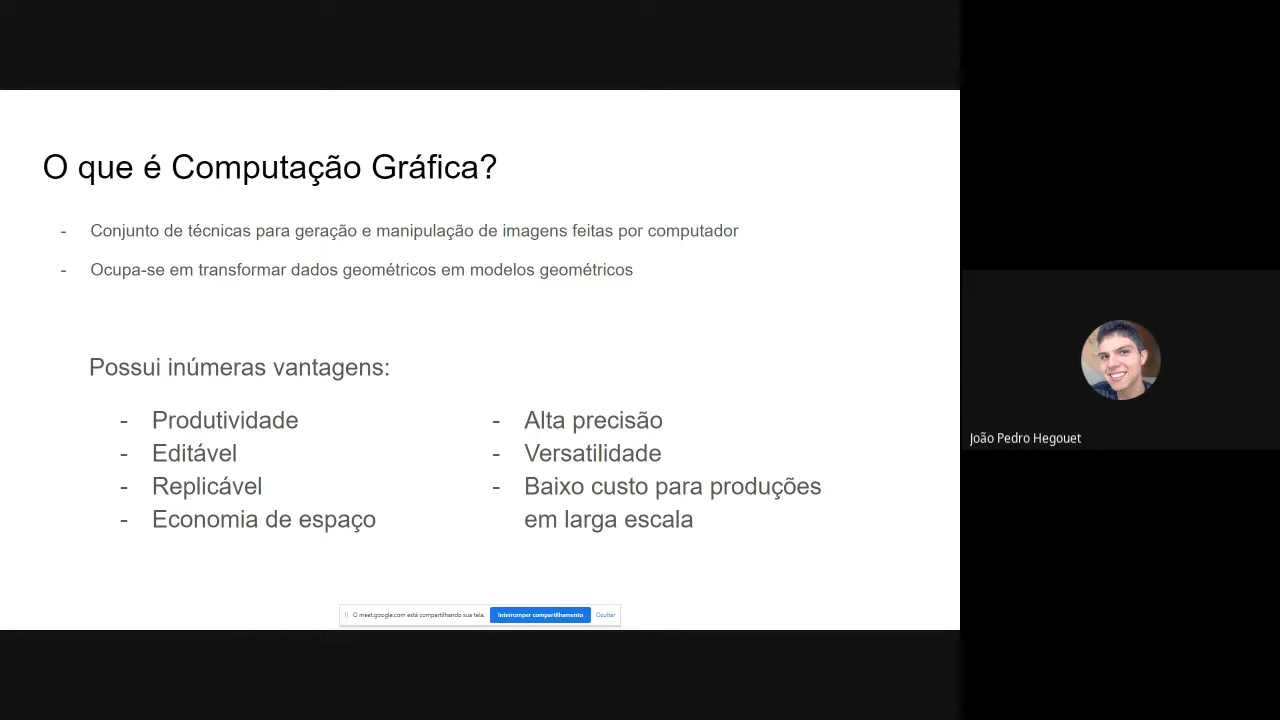 O que é Computação Gráfica?
- Conjunto de técnicas para geração e manipulação de imagens feitas por computador
- Ocupa-se em transformar dados geométricos em modelos geométricos
Possui inúmeras vantagens:
- Produtividade
- Editável
- Replicável
- Economia de espaço
- Alta precisão
- Versatilidade
- Baixo custo para produções
em larga escala
O meet.google.com está compartilhando sua tela.
Interromper compartilhamento
Ocultar
João Pedro Hegouet